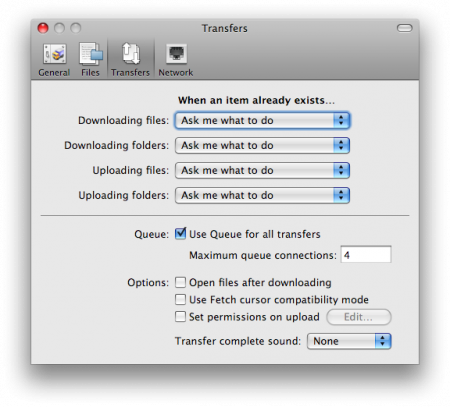 Transfers
General Files Transfers Network
When an item already exists...
Downloading files: Ask me what to do
Downloading folders: Ask me what to do
Uploading files: Ask me what to do
Uploading folders: Ask me what to do
Queue: Use Queue for all transfers
Maximum queue connections: 4
Options: Open files after downloading
Use Fetch cursor compatibility mode
Set permissions on upload Edit...
Transfer complete sound: None